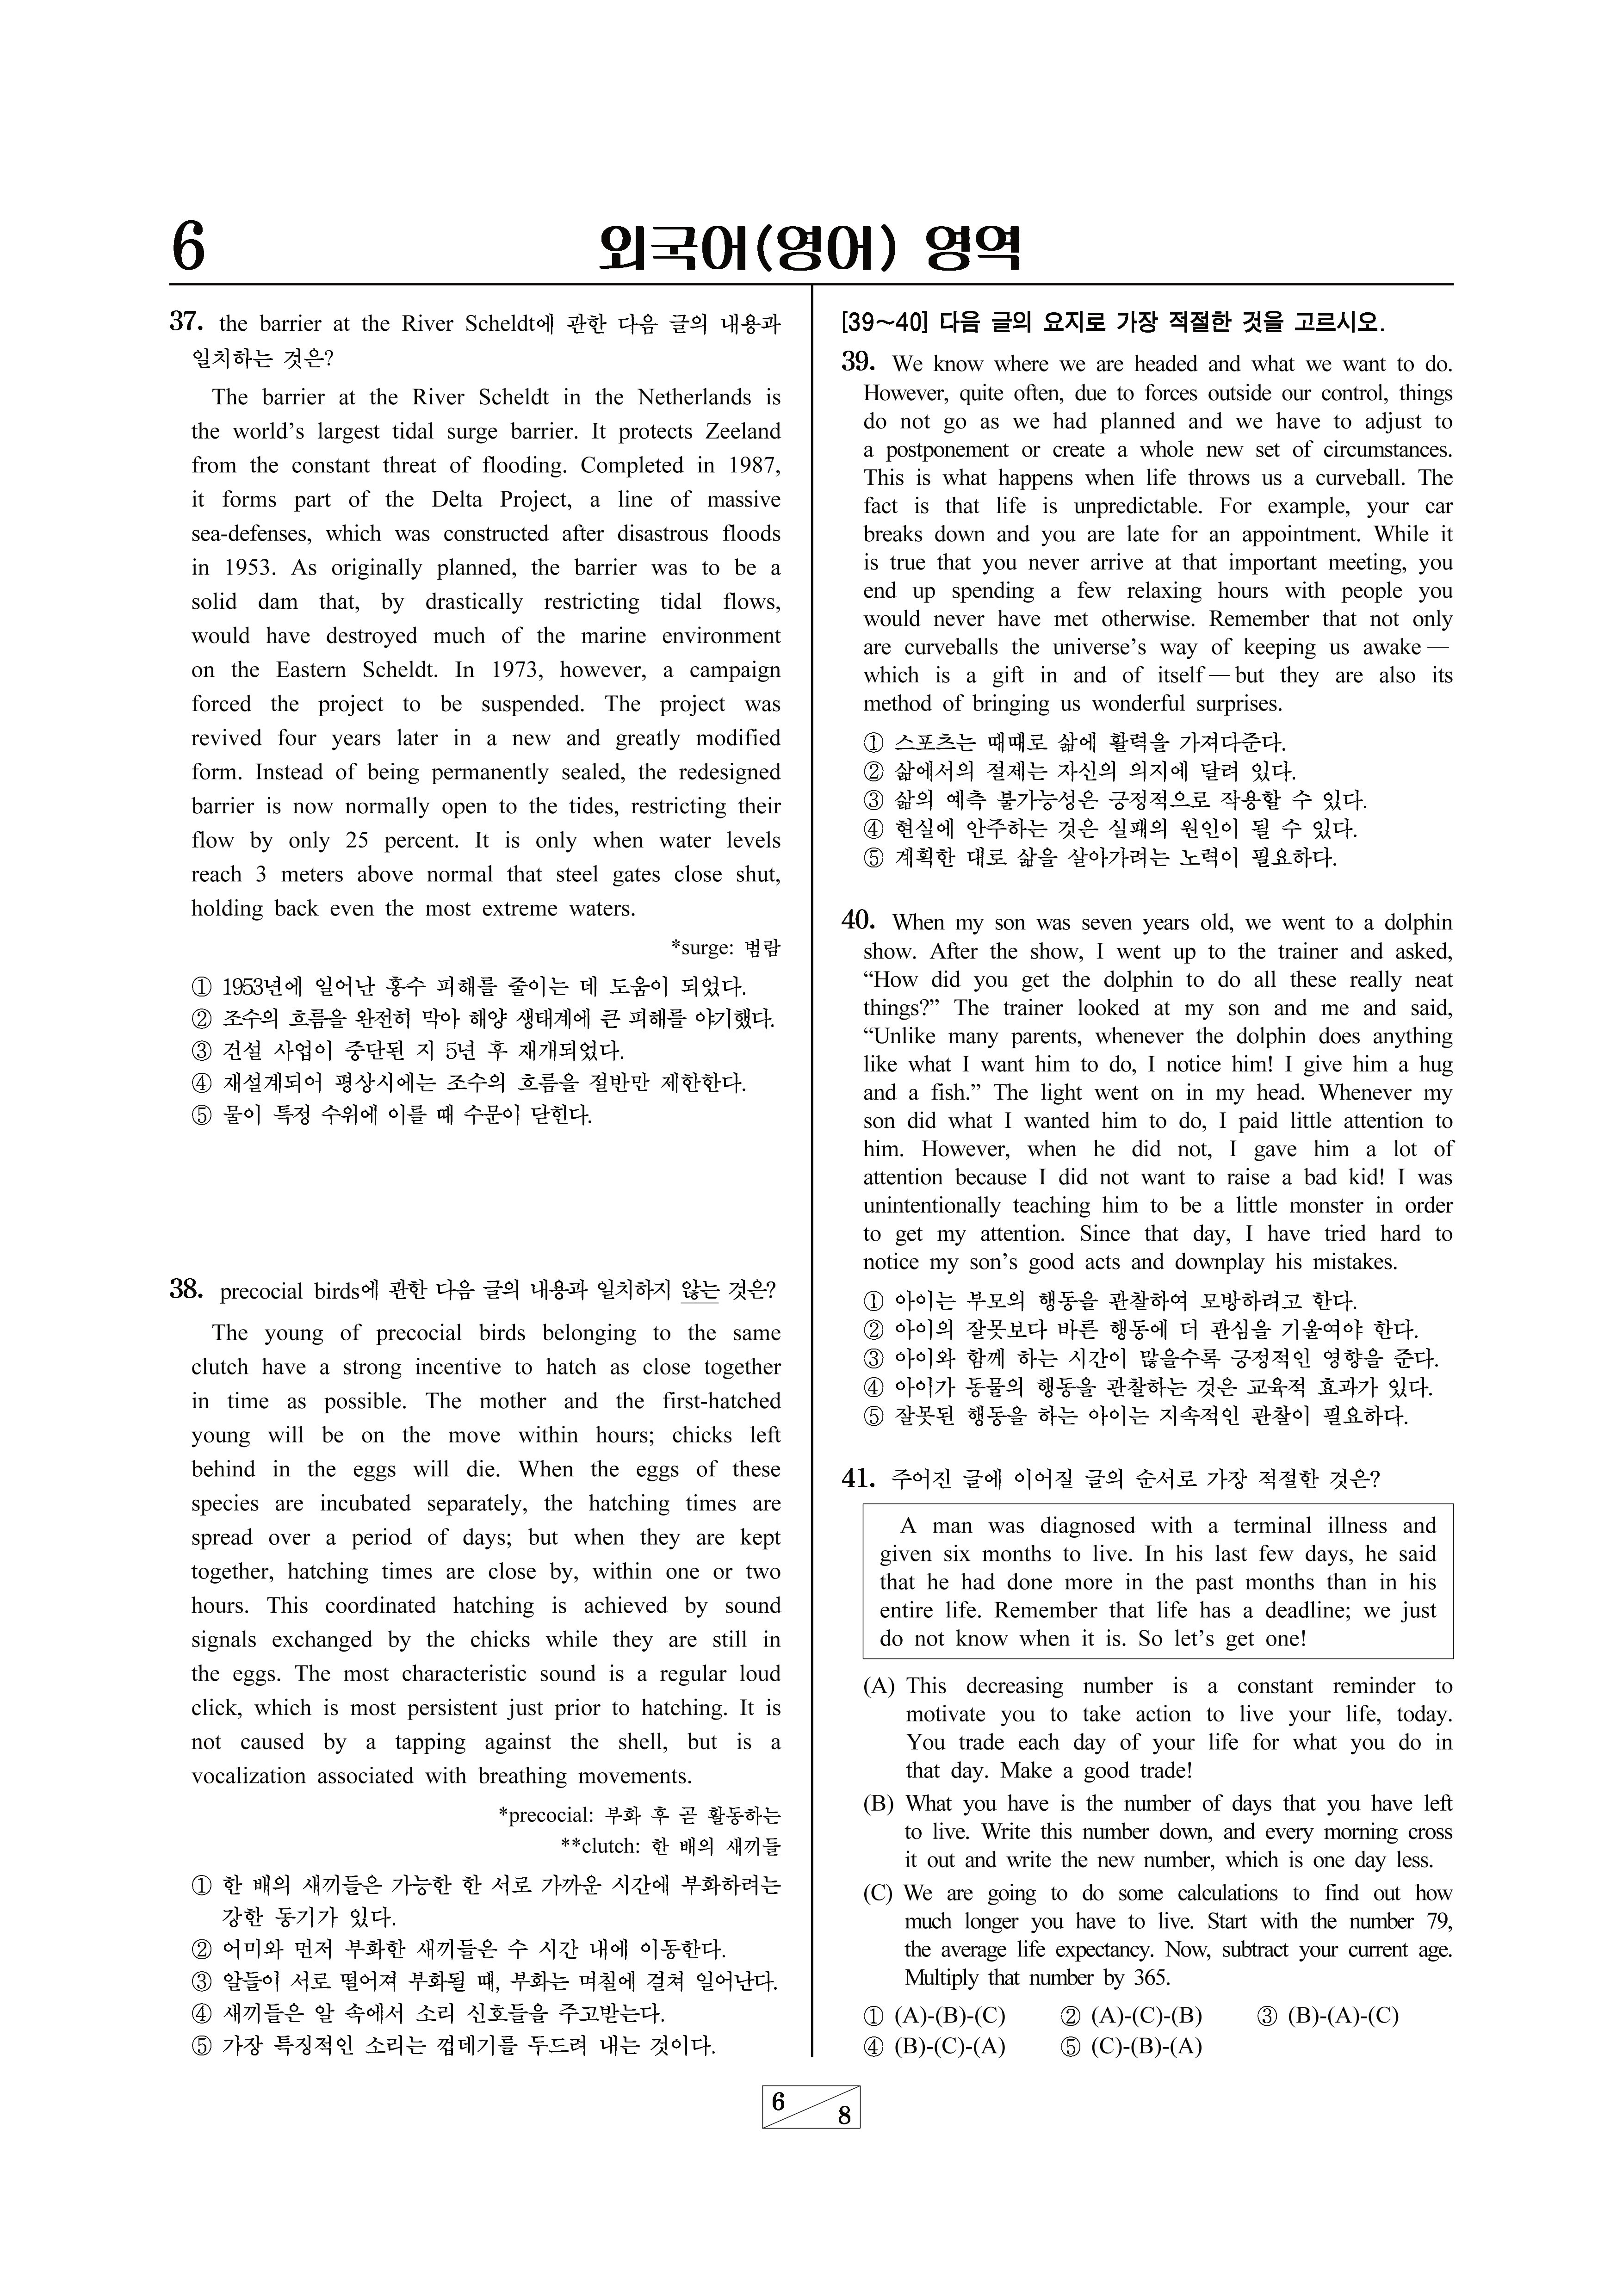 6
외국어(영어) 영역
37. the barrier at the River Scheldt에 관한 다음 글의 내용과
일치하는 것은?
The barrier at the River Scheldt in the Netherlands is
the world's largest tidal surge barrier. It protects Zeeland
from the constant threat of flooding. Completed in 1987,
it forms part of the Delta Project, a line of massive
sea-defenses, which was constructed after disastrous floods
in 1953. As originally planned, the barrier was to be a
solid dam that, by drastically restricting tidal flows,
would have destroyed much of the marine environment
on the Eastern Scheldt. In 1973, however, a campaign
forced the project to be suspended. The project was
revived four years later in a new and greatly modified
form. Instead of being permanently sealed, the redesigned
barrier is now normally open to the tides, restricting their
flow by only 25 percent. It is only when water levels
reach 3 meters above normal that steel gates close shut,
holding back even the most extreme waters.
*surge: 범람
① 1953년에 일어난 홍수 피해를 줄이는 데 도움이 되었다.
② 조수의 흐름을 완전히 막아 해양 생태계에 큰 피해를 야기했다.
③ 건설 사업이 중단된 지 5년 후 재개되었다.
④ 재설계되어 평상시에는 조수의 흐름을 절반만 제한한다.
⑤ 물이 특정 수위에 이를 때 수문이 닫힌다.
38. precocial birds에 관한 다음 글의 내용과 일치하지 않는 것은?
The young of precocial birds belonging to the same
clutch have a strong incentive to hatch as close together
in time as possible. The mother and the first-hatched
young will be on the move within hours; chicks left
behind in the eggs will die. When the eggs of these
species are incubated separately, the hatching times are
spread over a period of days; but when they are kept
together, hatching times are close by, within one or two
hours. This coordinated hatching is achieved by sound
signals exchanged by the chicks while they are still in
the eggs. The most characteristic sound is a regular loud
click, which is most persistent just prior to hatching. It is
not caused by a tapping against the shell, but is a
vocalization associated with breathing movements.
*precocial: 부화 후 곧 활동하는
**clutch: 한 배의 새끼들
① 한 배의 새끼들은 가능한 한 서로 가까운 시간에 부화하려는
강한 동기가 있다.
② 어미와 먼저 부화한 새끼들은 수 시간 내에 이동한다.
③ 알들이 서로 떨어져 부화될 때, 부화는 며칠에 걸쳐 일어난다.
④ 새끼들은 알 속에서 소리 신호들을 주고받는다.
⑤ 가장 특징적인 소리는 껍데기를 두드려 내는 것이다.
[39~40] 다음 글의 요지로 가장 적절한 것을 고르시오.
39. We know where we are headed and what we want to do.
However, quite often, due to forces outside our control, things
do not go as we had planned and we have to adjust to
a postponement or create a whole new set of circumstances.
This is what happens when life throws us a curveball. The
fact is that life is unpredictable. For example, your car
breaks down and you are late for an appointment. While it
is true that you never arrive at that important meeting, you
end up spending a few relaxing hours with people you
would never have met otherwise. Remember that not only
are curveballs the universe's way of keeping us awake —
which is a gift in and of itself — but they are also its
method of bringing us wonderful surprises.
① 스포츠는 때때로 삶에 활력을 가져다준다.
② 삶에서의 절제는 자신의 의지에 달려 있다.
③ 삶의 예측 불가능성은 긍정적으로 작용할 수 있다.
④ 현실에 안주하는 것은 실패의 원인이 될 수 있다.
⑤ 계획한 대로 삶을 살아가려는 노력이 필요하다.
40. When my son was seven years old, we went to a dolphin
show. After the show, I went up to the trainer and asked,
“How did you get the dolphin to do all these really neat
things?” The trainer looked at my son and me and said,
“Unlike many parents, whenever the dolphin does anything
like what I want him to do, I notice him! I give him a hug
and a fish.” The light went on in my head. Whenever my
son did what I wanted him to do, I paid little attention to
him. However, when he did not, I gave him a lot of
attention because I did not want to raise a bad kid! I was
unintentionally teaching him to be a little monster in order
to get my attention. Since that day, I have tried hard to
notice my son's good acts and downplay his mistakes.
① 아이는 부모의 행동을 관찰하여 모방하려고 한다.
② 아이의 잘못보다 바른 행동에 더 관심을 기울여야 한다.
③ 아이와 함께 하는 시간이 많을수록 긍정적인 영향을 준다.
④ 아이가 동물의 행동을 관찰하는 것은 교육적 효과가 있다.
⑤ 잘못된 행동을 하는 아이는 지속적인 관찰이 필요하다.
41. 주어진 글에 이어질 글의 순서로 가장 적절한 것은?
A man was diagnosed with a terminal illness and
given six months to live. In his last few days, he said
that he had done more in the past months than in his
entire life. Remember that life has a deadline; we just
do not know when it is. So let's get one!
(A) This decreasing number is a constant reminder to
motivate you to take action to live your life, today.
You trade each day of your life for what you do in
that day. Make a good trade!
(B) What you have is the number of days that you have left
to live. Write this number down, and every morning cross
it out and write the new number, which is one day less.
(C) We are going to do some calculations to find out how
much longer you have to live. Start with the number 79,
the average life expectancy. Now, subtract your current age.
Multiply that number by 365.
① (A)-(B)-(C) ② (A)-(C)-(B) ③ (B)-(A)-(C)
④ (B)-(C)-(A) ⑤ (C)-(B)-(A)
6
8